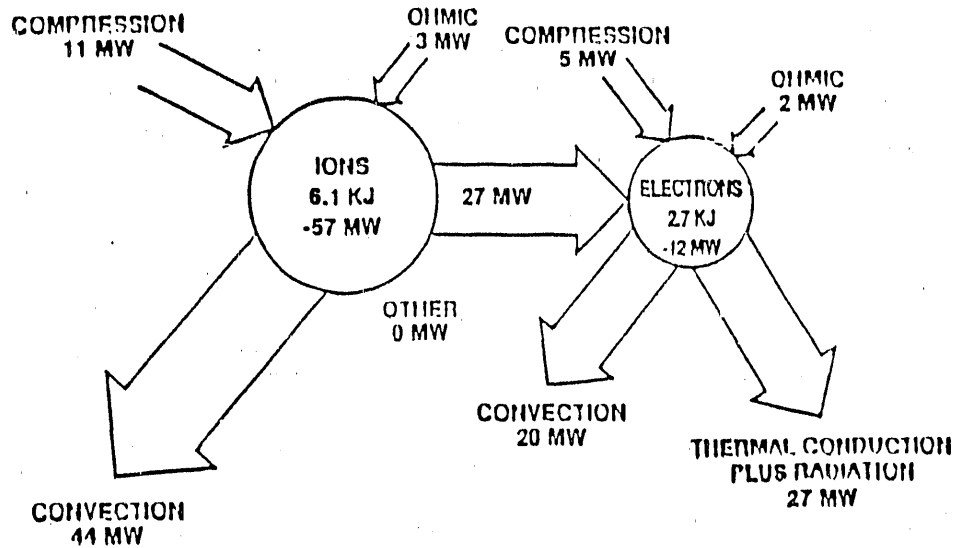 COMPRESSION
11 MW
OHMIC
3 MW
COMPRESSION
5 MW
OHMIC
2 MW
IONS
6.1 KJ
-57 MW
27 MW
ELECTRONS
2.7 KJ
-12 MW
OTHER
0 MW
CONVECTION
20 MW
THERMAL CONDUCTION
PLUS RADIATION
27 MW
CONVECTION
44 MW